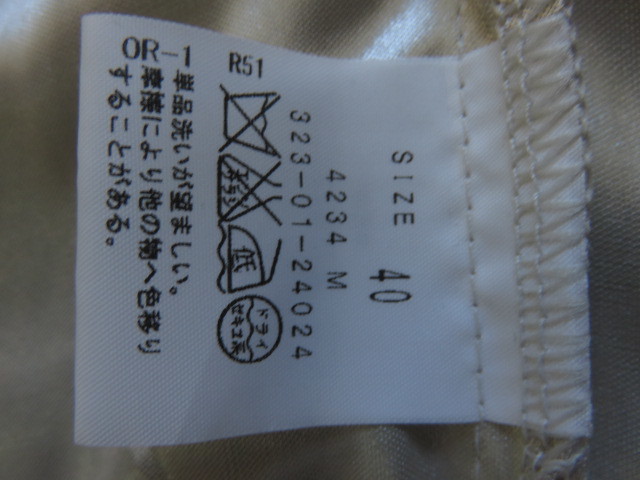 SIZE 40
4234 M
323-01-24024
エンソサラシ
低
ドライ
セキユ系
R51
OR-1
単品洗いが望ましい。
摩擦により他の物へ色移り
することがある。